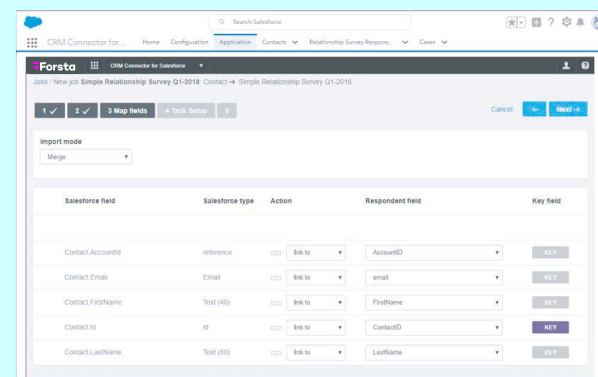 Search Salesforce
CRM Connector for... Home Configuration Application Contacts Relationship Survey Respons... Cases
Forsta CRM Connector for Salesforce
Jobs / New job Simple Relationship Survey Q1-2018: Contact → Simple Relationship Survey Q1-2018...
1 ✓ 2 ✓ 3 Map fields 4 Task Setup 5 Cancel ← Next →
Import mode
Merge
Salesforce field Salesforce type Action Respondent field Key field
Contact.AccountId reference link to AccountID KEY
Contact.Email Email link to email KEY
Contact.FirstName Text (40) link to FirstName KEY
Contact.Id id link to ContactID KEY
Contact.LastName Text (80) link to LastName KEY